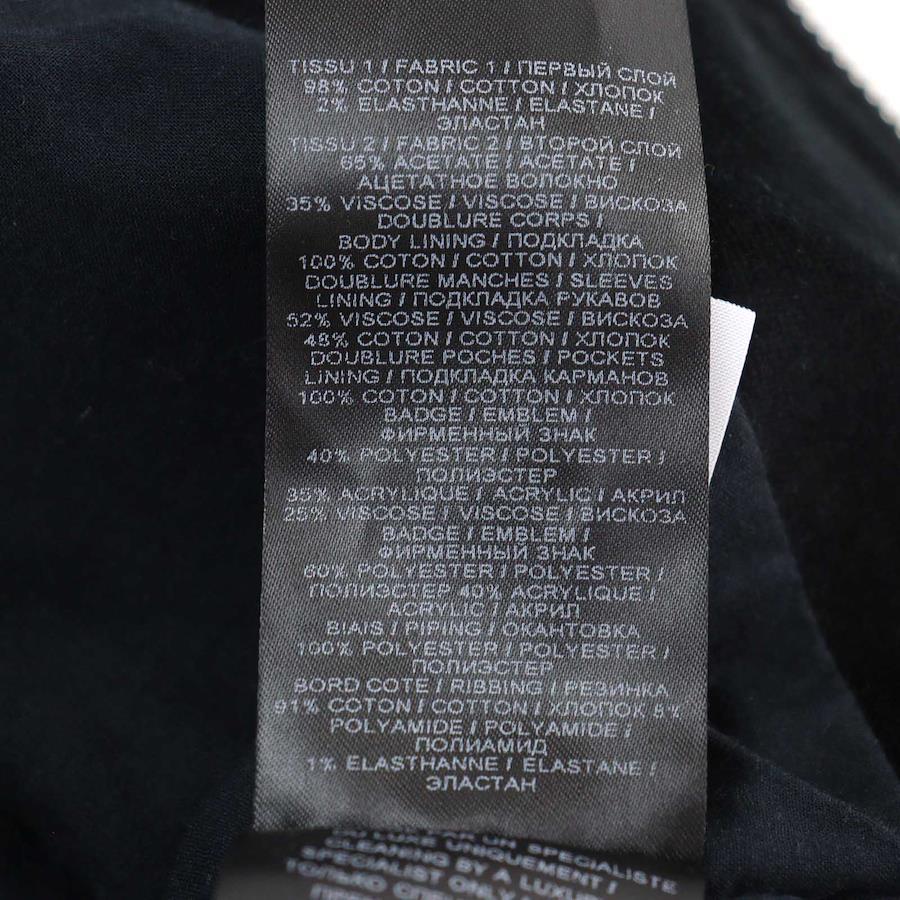 TISSU 1 / FABRIC 1 / ПЕРВЫЙ СЛОЙ
98% COTON / COTTON / ХЛОПОК
2% ELASTHANNE / ELASTANE /
ЭЛАСТАН
TISSU 2 / FABRIC 2 / ВТОРОЙ СЛОЙ
65% ACETATE / ACETATE /
АЦЕТАТНОЕ ВОЛОКНО
35% VISCOSE / VISCOSE / ВИСКОЗА
DOUBLURE CORPS /
BODY LINING / ПОДКЛАДКА
100% COTON / COTTON / ХЛОПОК
DOUBLURE MANCHES / SLEEVES
LINING / ПОДКЛАДКА РУКАВОВ
52% VISCOSE / VISCOSE / ВИСКОЗА
48% COTON / COTTON / ХЛОПОК
DOUBLURE POCHES / POCKETS
LINING / ПОДКЛАДКА КАРМАНОВ
100% COTON / COTTON / ХЛОПОК
BADGE / EMBLEM /
ФИРМЕННЫЙ ЗНАК
40% POLYESTER / POLYESTER /
ПОЛИЭСТЕР
35% ACRYLIQUE / ACRYLIC / АКРИЛ
25% VISCOSE / VISCOSE / ВИСКОЗА
BADGE / EMBLEM /
ФИРМЕННЫЙ ЗНАК
60% POLYESTER / POLYESTER /
ПОЛИЭСТЕР 40% ACRYLIQUE /
ACRYLIC / АКРИЛ
BIAIS / PIPING / ОКАНТОВКА
100% POLYESTER / POLYESTER /
ПОЛИЭСТЕР
BORD COTE / RIBBING / РЕЗИНКА
91% COTON / COTTON / ХЛОПОК 8%
POLYAMIDE / POLYAMIDE /
ПОЛИАМИД
1% ELASTHANNE / ELASTANE /
ЭЛАСТАН
PAR UN SPECIALISTE
DU LUXE UNIQUEMENT /
CLEANING BY A LUXURY
SPECIALIST ONLY /
ТОЛЬКО